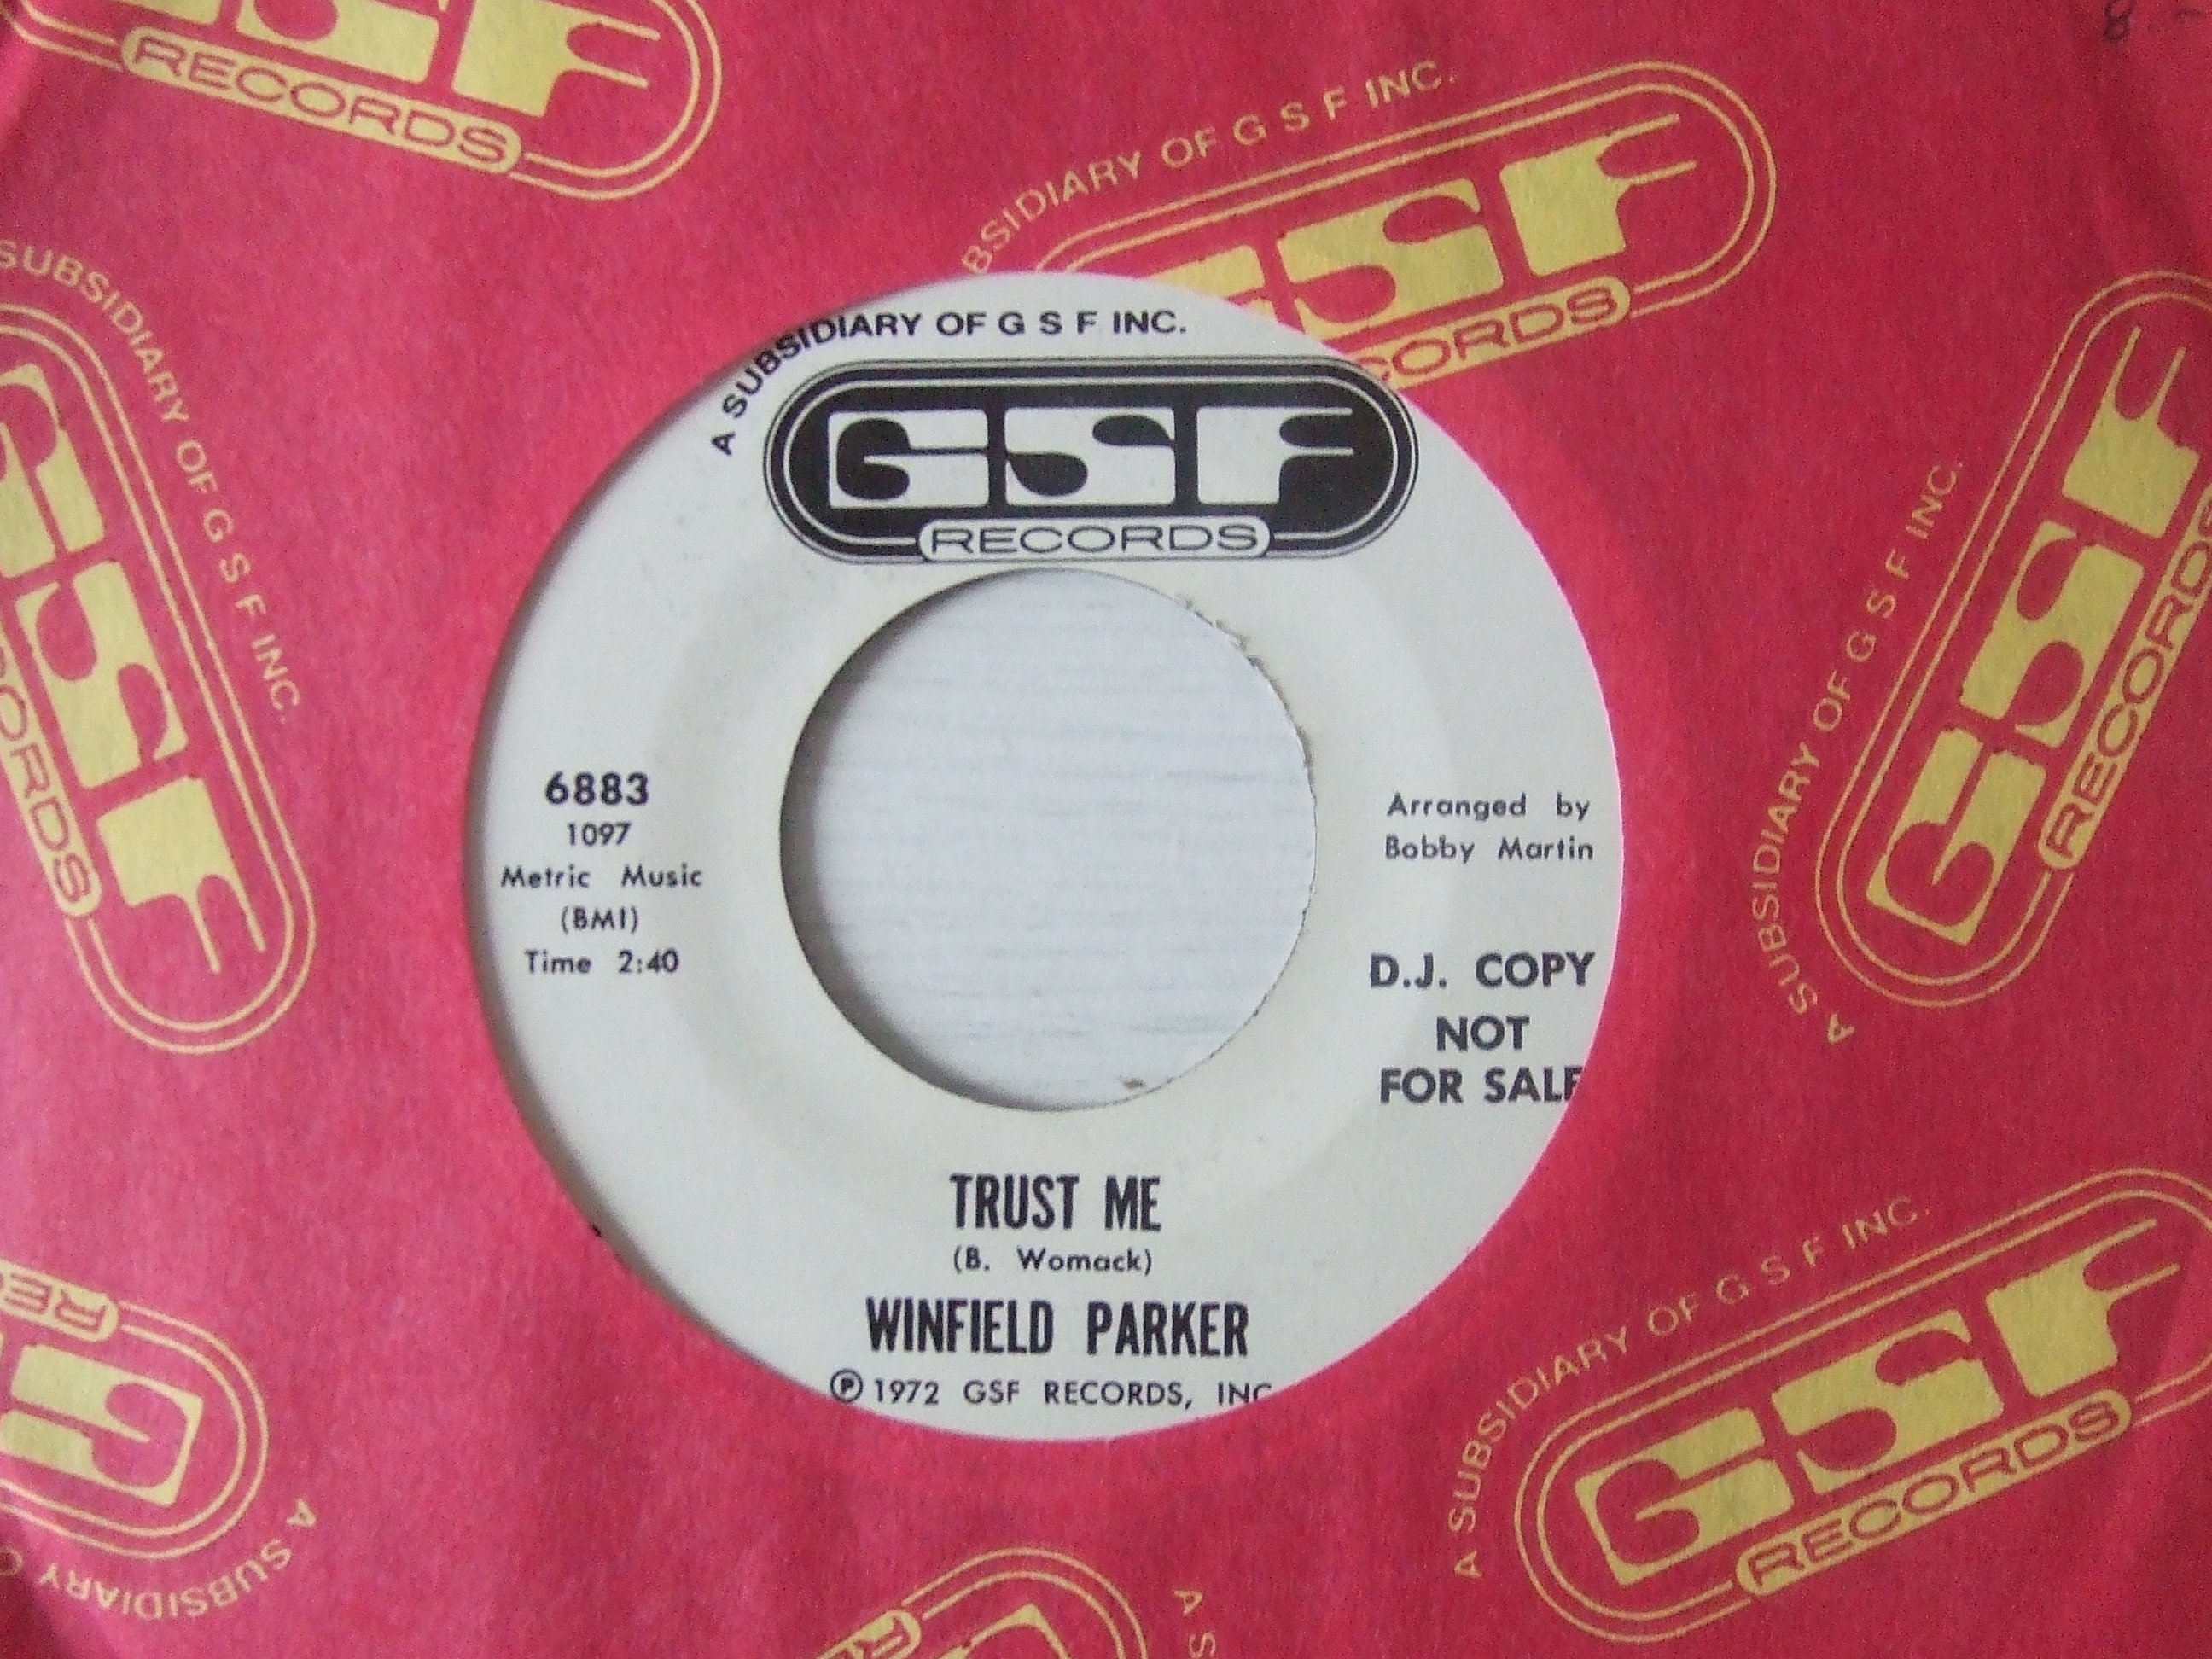 GSF
RECORDS
SUBSIDIARY OF G S F INC.
GSF
RECORDS
A SUBSIDIARY OF G S F INC.
GSF
RECORDS
6883
1097
Metric Music
(BMI)
Time 2:40
Arranged by
Bobby Martin
D.J. COPY
NOT
FOR SALE
TRUST ME
(B. Womack)
WINFIELD PARKER
℗ 1972 GSF RECORDS, INC
SUBSIDIARY OF G S F INC.
GSF
RECORDS
A SUBSIDIARY OF G S F INC.
GSF
RECORDS
A SUBSIDIARY OF G S F INC.
GSF
RECORDS
A SUBSIDIARY